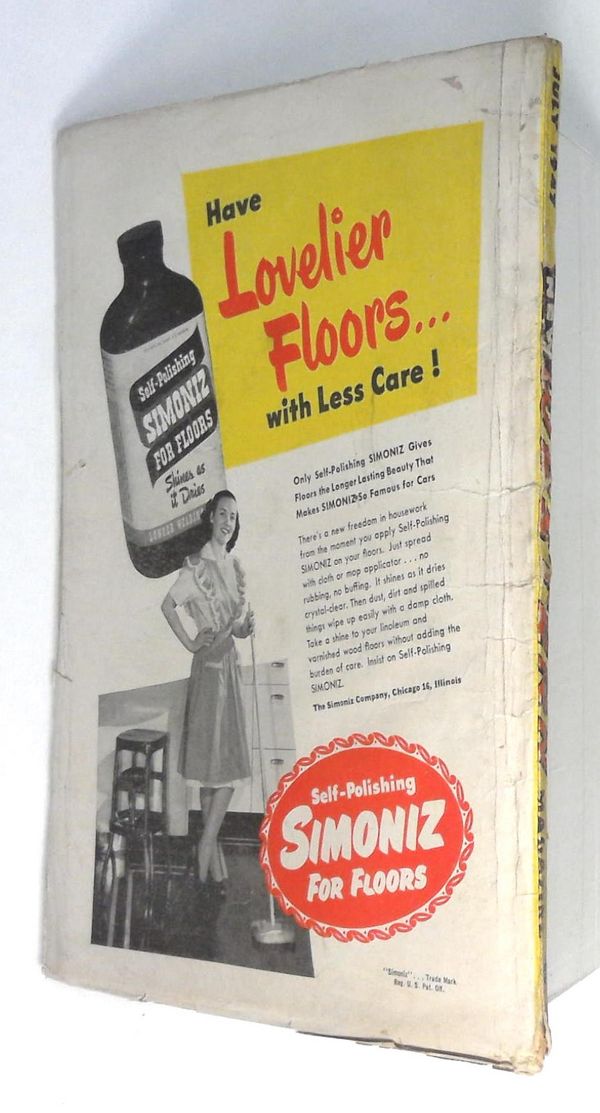 Have
Lovelier
Floors...
with Less Care!
Self-Polishing
SIMONIZ
FOR FLOORS
Shines as
it Dries
Only Self-Polishing SIMONIZ Gives
Floors the Longer Lasting Beauty That
Makes SIMONIZ So Famous for Cars
There's a new freedom in housework
from the moment you apply Self-Polishing
SIMONIZ on your floors. Just spread
with cloth or mop applicator . . . no
rubbing, no buffing. It shines as it dries
crystal-clear. Then dust, dirt and spilled
things wipe up easily with a damp cloth.
Take a shine to your linoleum and
varnished wood floors without adding the
burden of care. Insist on Self-Polishing
SIMONIZ.
The Simoniz Company, Chicago 16, Illinois
Self-Polishing
SIMONIZ
FOR FLOORS
"Simoniz" . . . Trade Mark
Reg. U. S. Pat. Off.
JULY